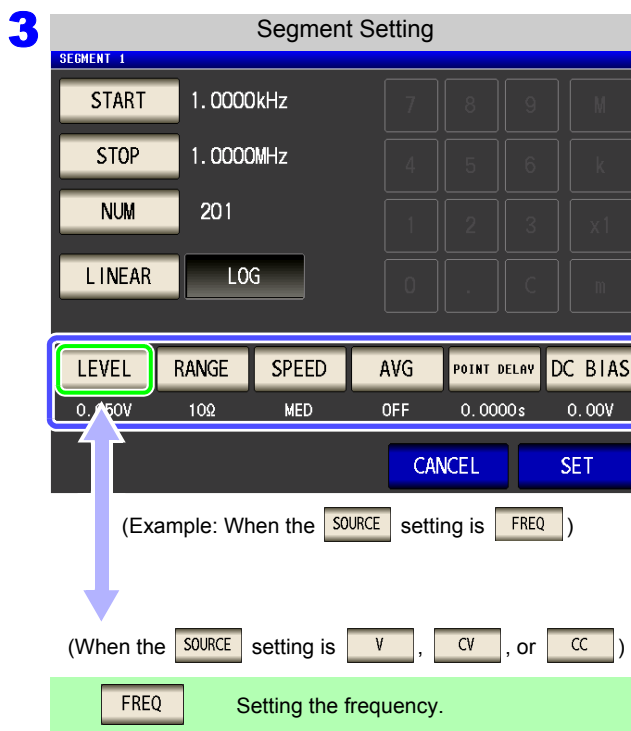 3
Segment Setting
SEGMENT 1
START 1.0000kHz 7 8 9 M
STOP 1.0000MHz 4 5 6 k
NUM 201 1 2 3 x1
LINEAR LOG 0 . C m
LEVEL RANGE SPEED AVG POINT DELAY DC BIAS
10Ω MED OFF 0.0000s 0.00V
CANCEL SET
(Example: When the SOURCE setting is FREQ )
(When the SOURCE setting is V , CV , or CC )
FREQ Setting the frequency.